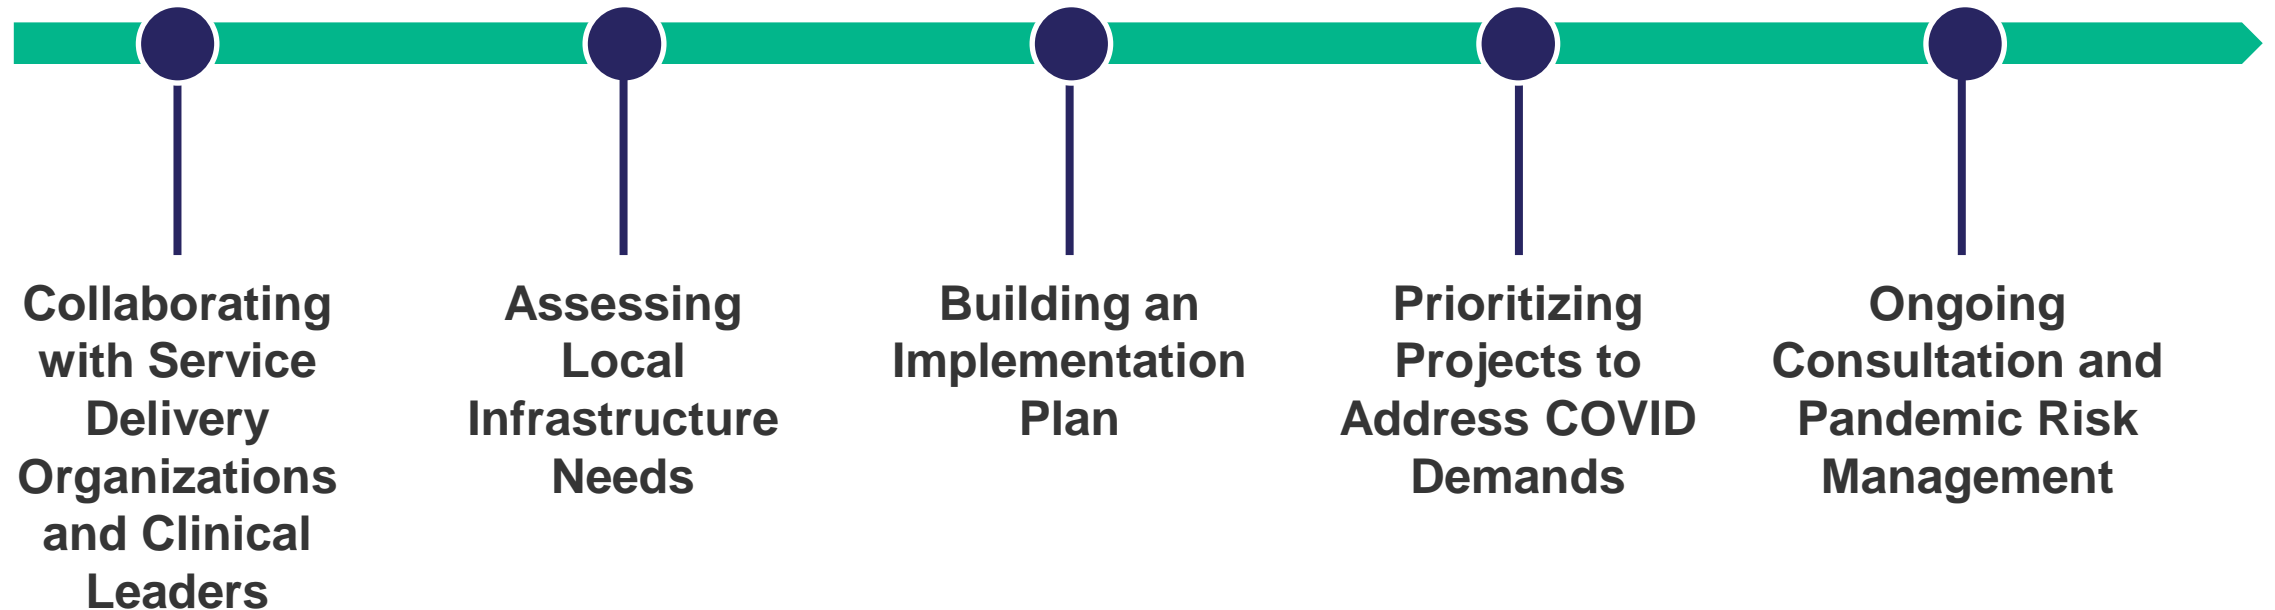 Collaborating
with Service
Delivery
Organizations
and Clinical
Leaders
Assessing
Local
Infrastructure
Needs
Building an
Implementation
Plan
Prioritizing
Projects to
Address COVID
Demands
Ongoing
Consultation and
Pandemic Risk
Management